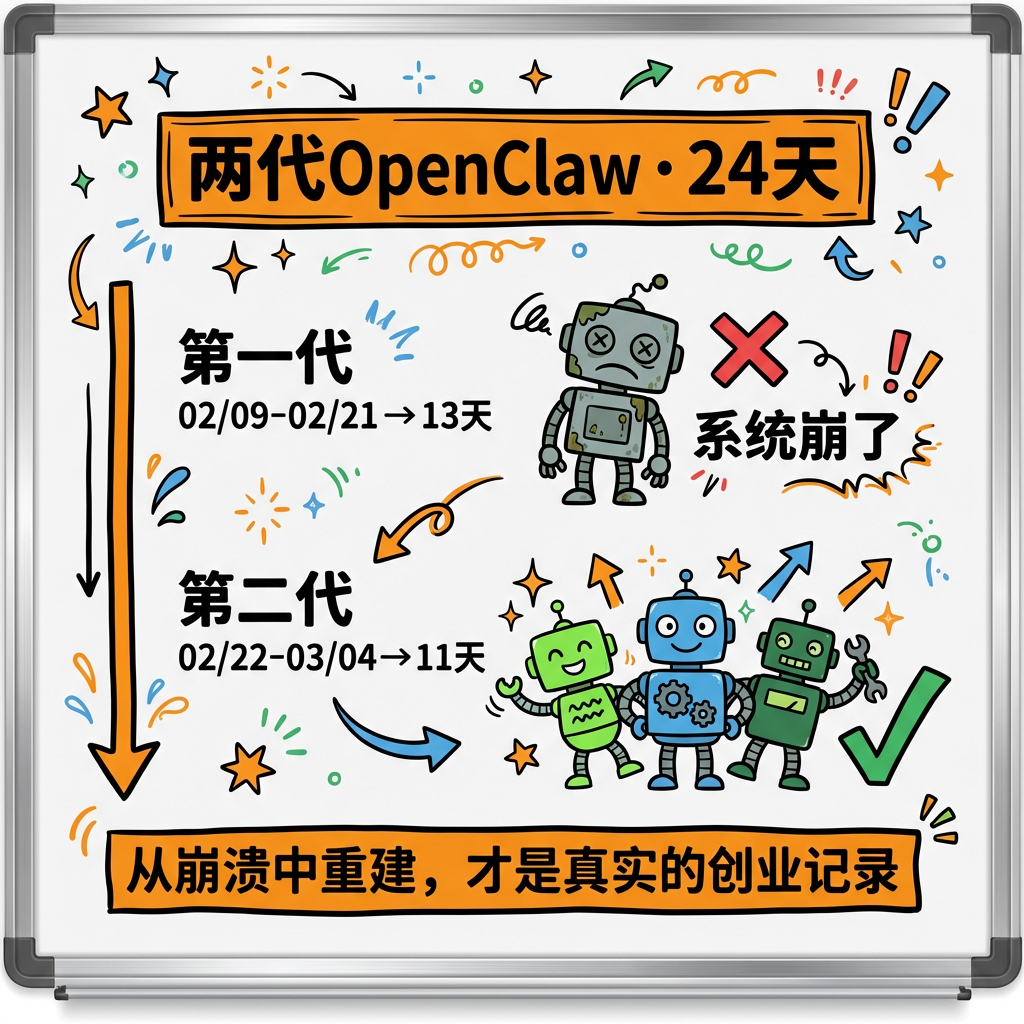 两代OpenClaw·24天
第一代
02/09-02/21→13天
系统崩了
第二代
02/22-03/04→11天
从崩溃中重建，才是真实的创业记录